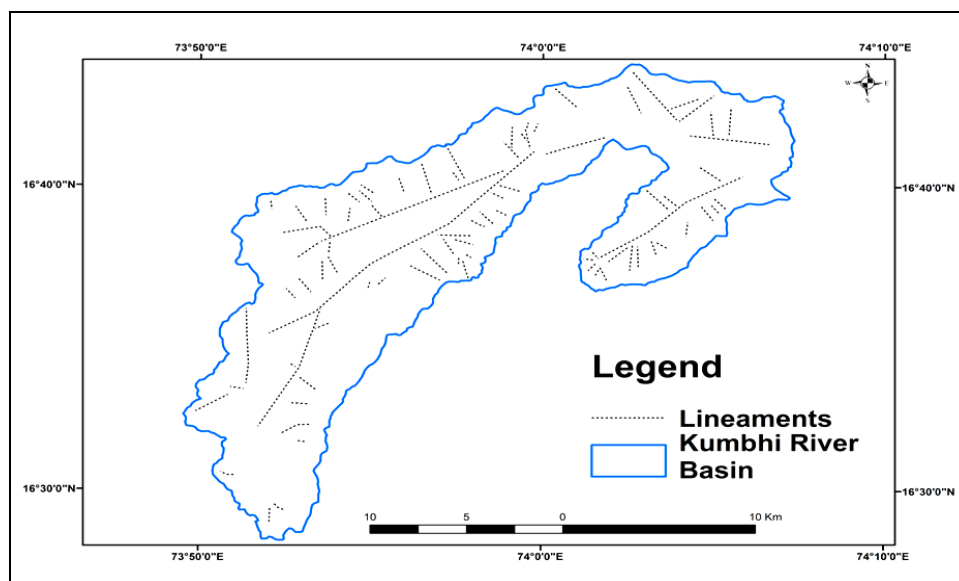 73°50'0"E 74°0'0"E 74°10'0"E
N
W E
S
16°40'0"N 16°40'0"N
Legend
Lineaments
Kumbhi River
Basin
16°30'0"N 16°30'0"N
10 5 0 10 Km
73°50'0"E 74°0'0"E 74°10'0"E